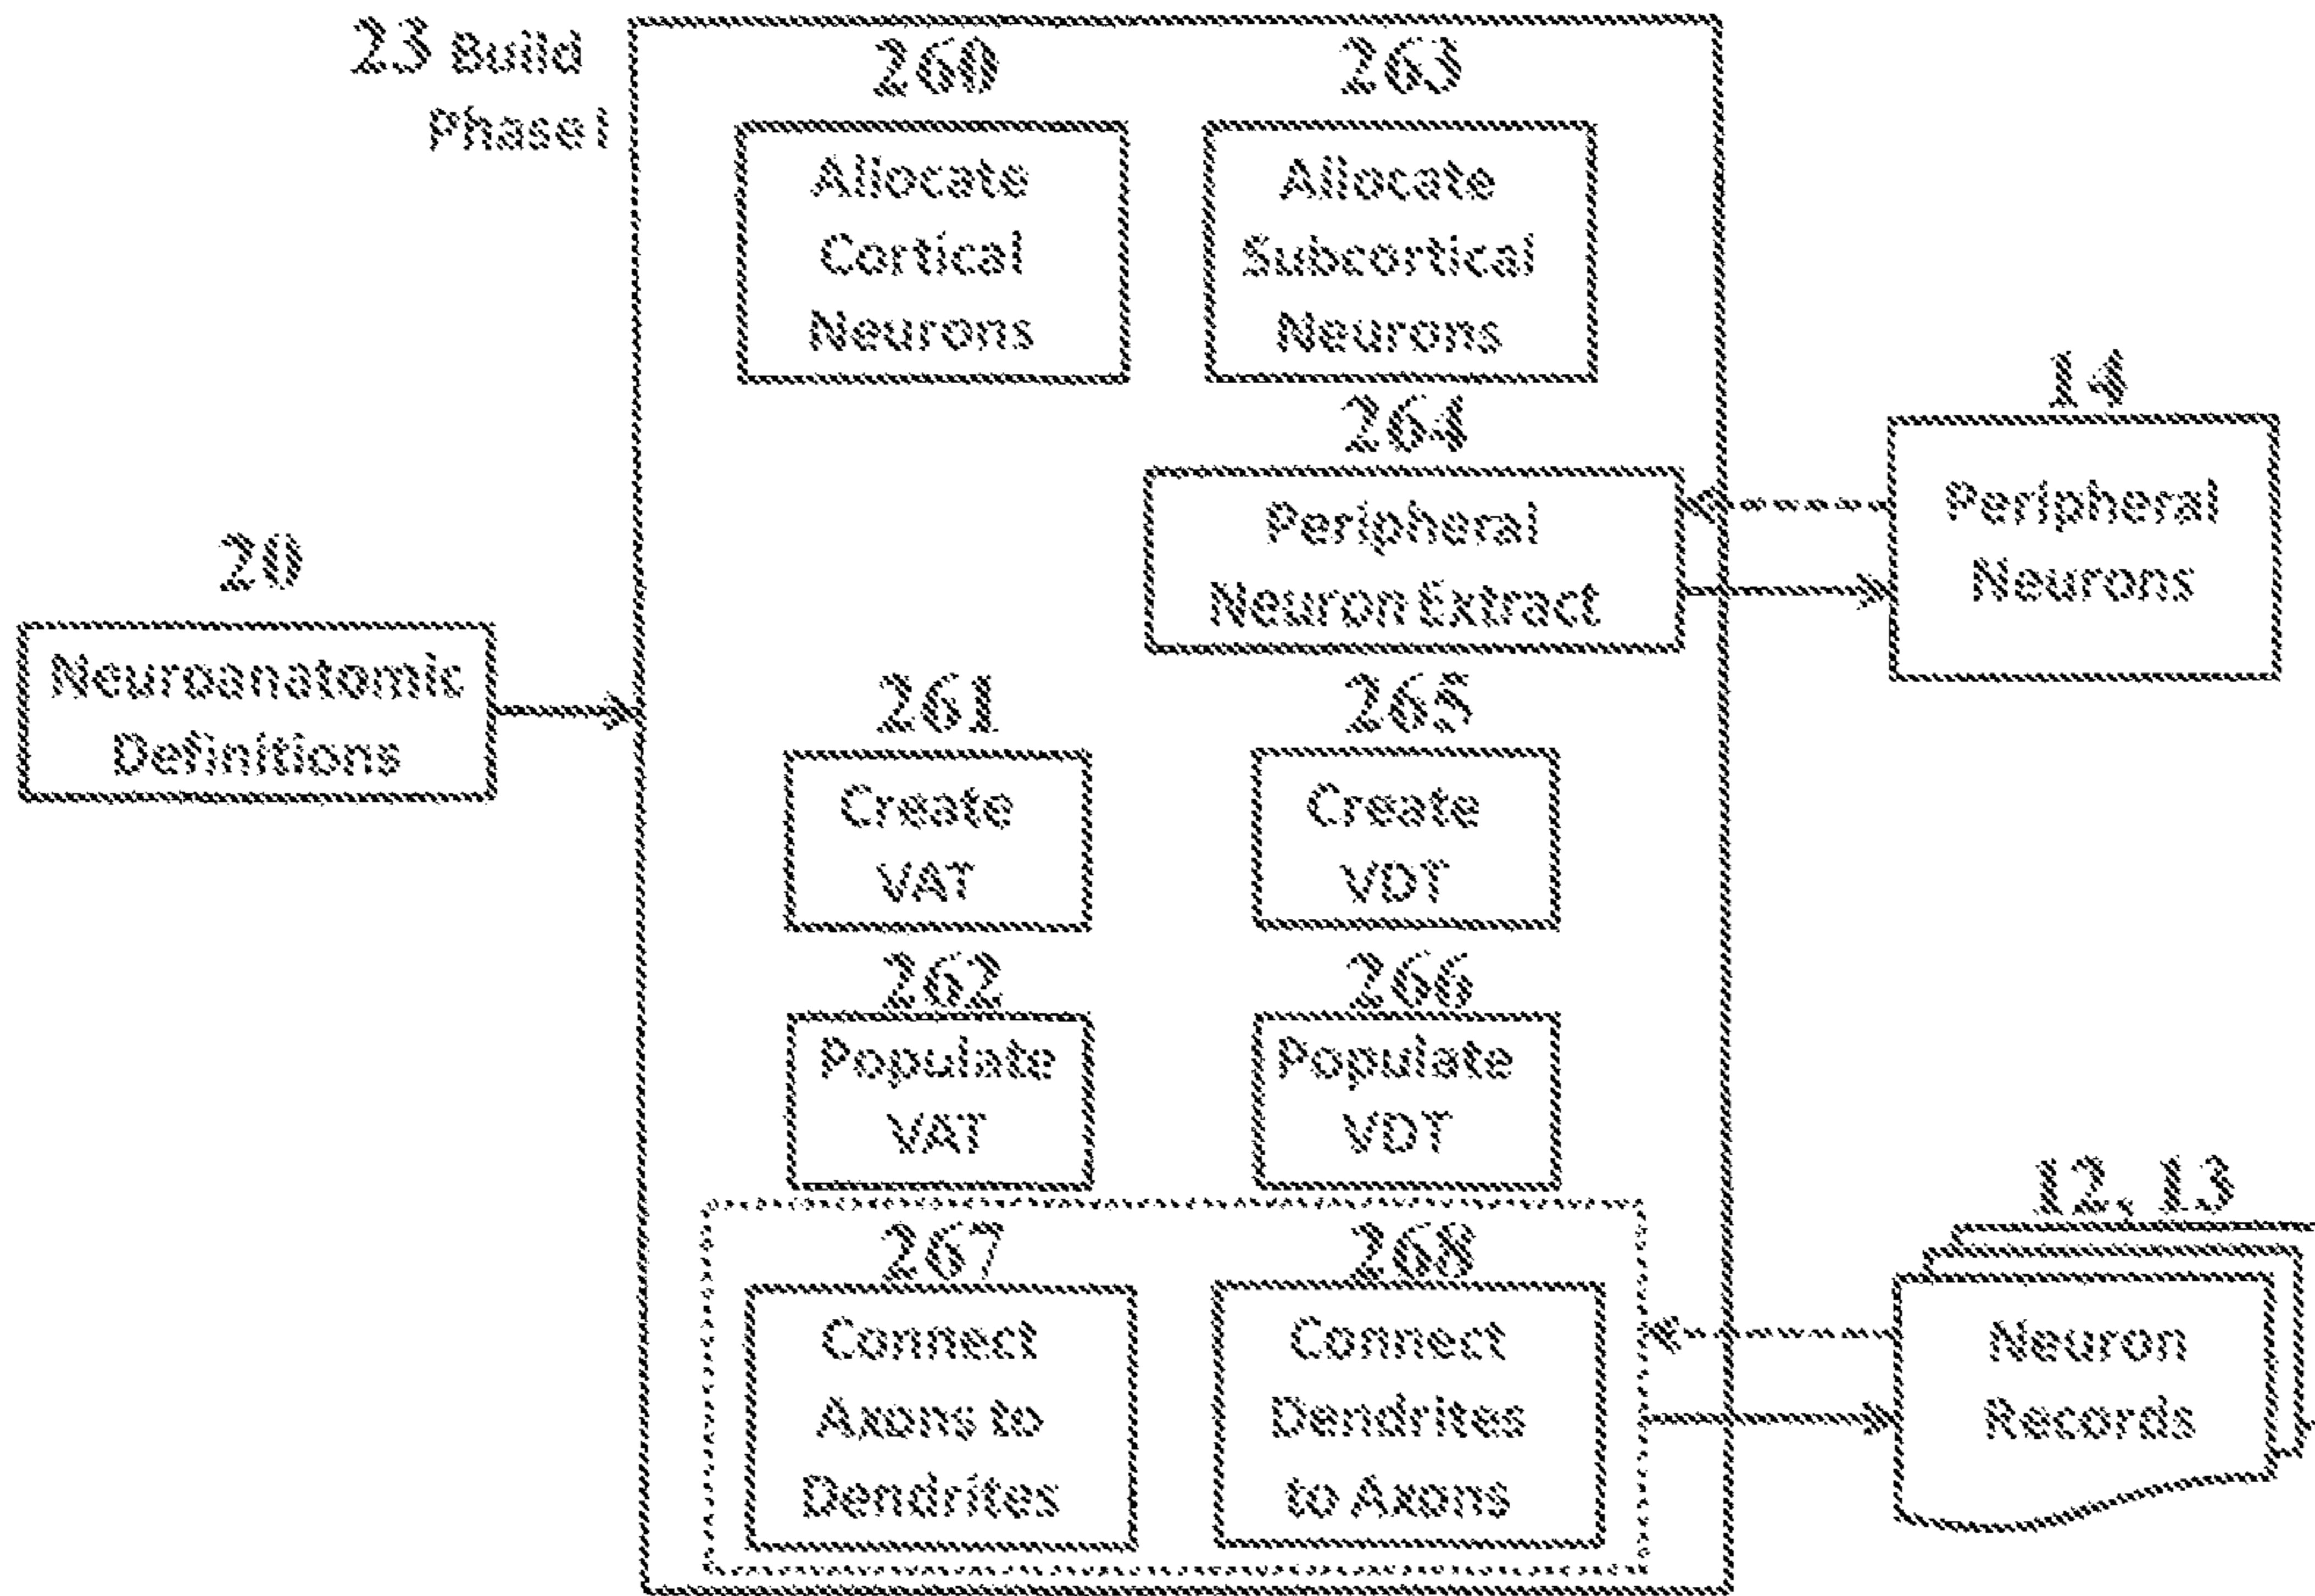 23 Build
Phase I
260
Allocate
Cortical
Neurons
263
Allocate
Subcortical
Neurons
264
Peripheral
Neuron Extract
14
Peripheral
Neurons
20
Neuroanatomic
Definitions
261
Create
VAT
265
Create
VDT
262
Populate
VAT
266
Populate
VDT
267
Connect
Axons to
Dendrites
268
Connect
Dendrites
to Axons
12, 13
Neuron
Records